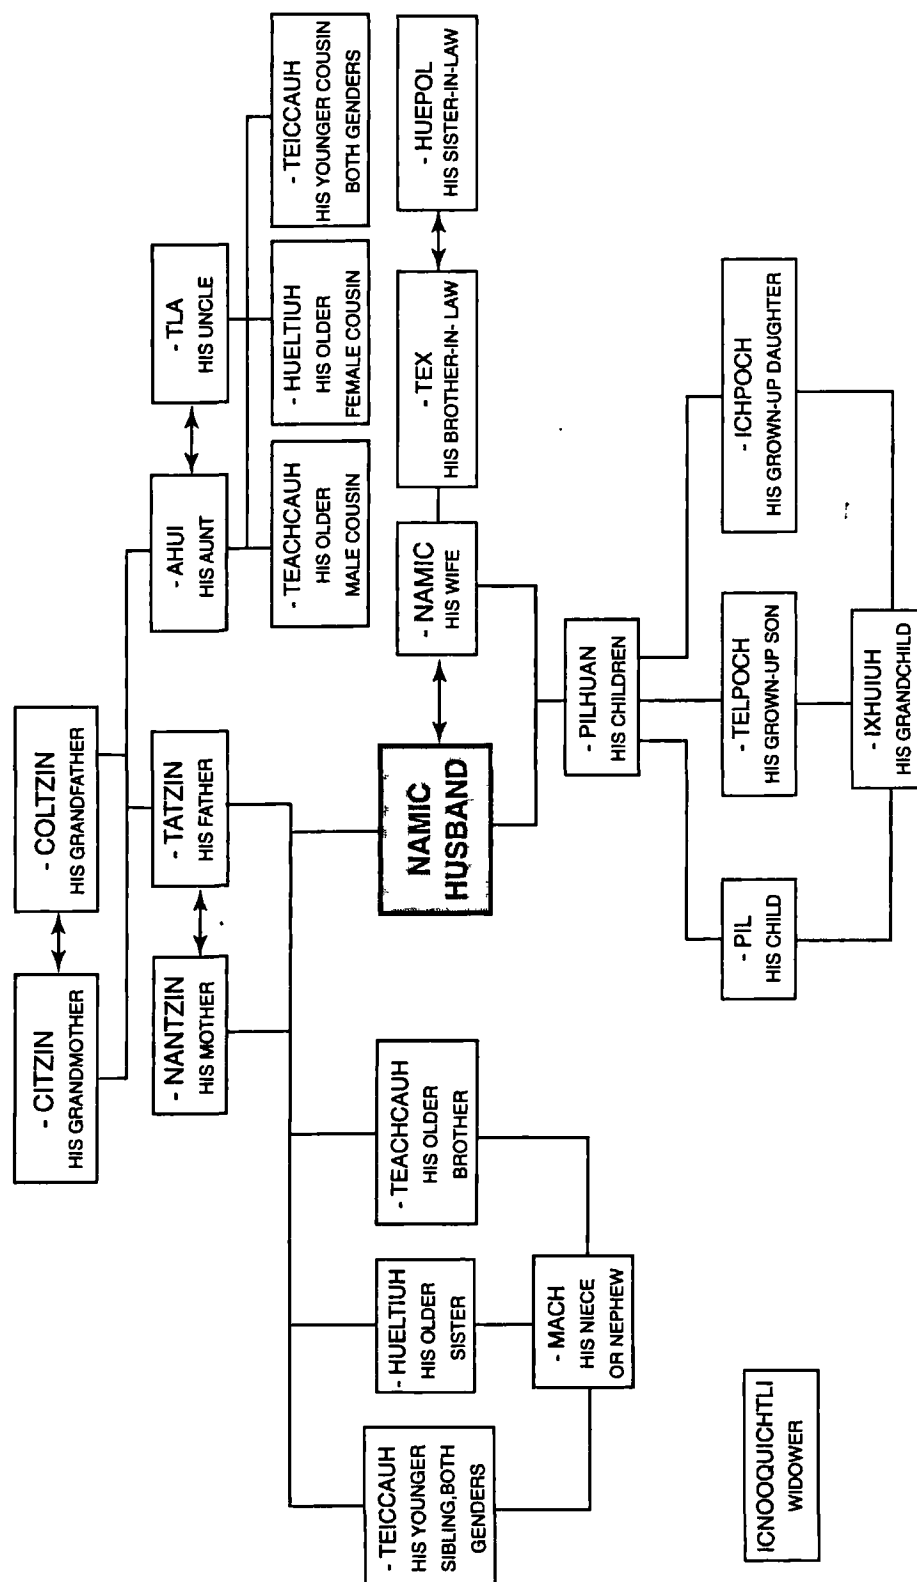 - CITZIN
HIS GRANDMOTHER
- COLTZIN
HIS GRANDFATHER
- NANTZIN
HIS MOTHER
- TATZIN
HIS FATHER
- AHUI
HIS AUNT
- TLA
HIS UNCLE
- TEACHCAUH
HIS OLDER
MALE COUSIN
- HUELTIUH
HIS OLDER
FEMALE COUSIN
- TEICCAUH
HIS YOUNGER COUSIN
BOTH GENDERS
- TEICCAUH
HIS YOUNGER
SIBLING,BOTH
GENDERS
- HUELTIUH
HIS OLDER
SISTER
- TEACHCAUH
HIS OLDER
BROTHER
NAMIC
HUSBAND
- NAMIC
HIS WIFE
- TEX
HIS BROTHER-IN- LAW
- HUEPOL
HIS SISTER-IN-LAW
- MACH
HIS NIECE
OR NEPHEW
- PILHUAN
HIS CHILDREN
- PIL
HIS CHILD
- TELPOCH
HIS GROWN-UP SON
- ICHPOCH
HIS GROWN-UP DAUGHTER
ICNOOQUICHTLI
WIDOWER
- IXHUIUH
HIS GRANDCHILD